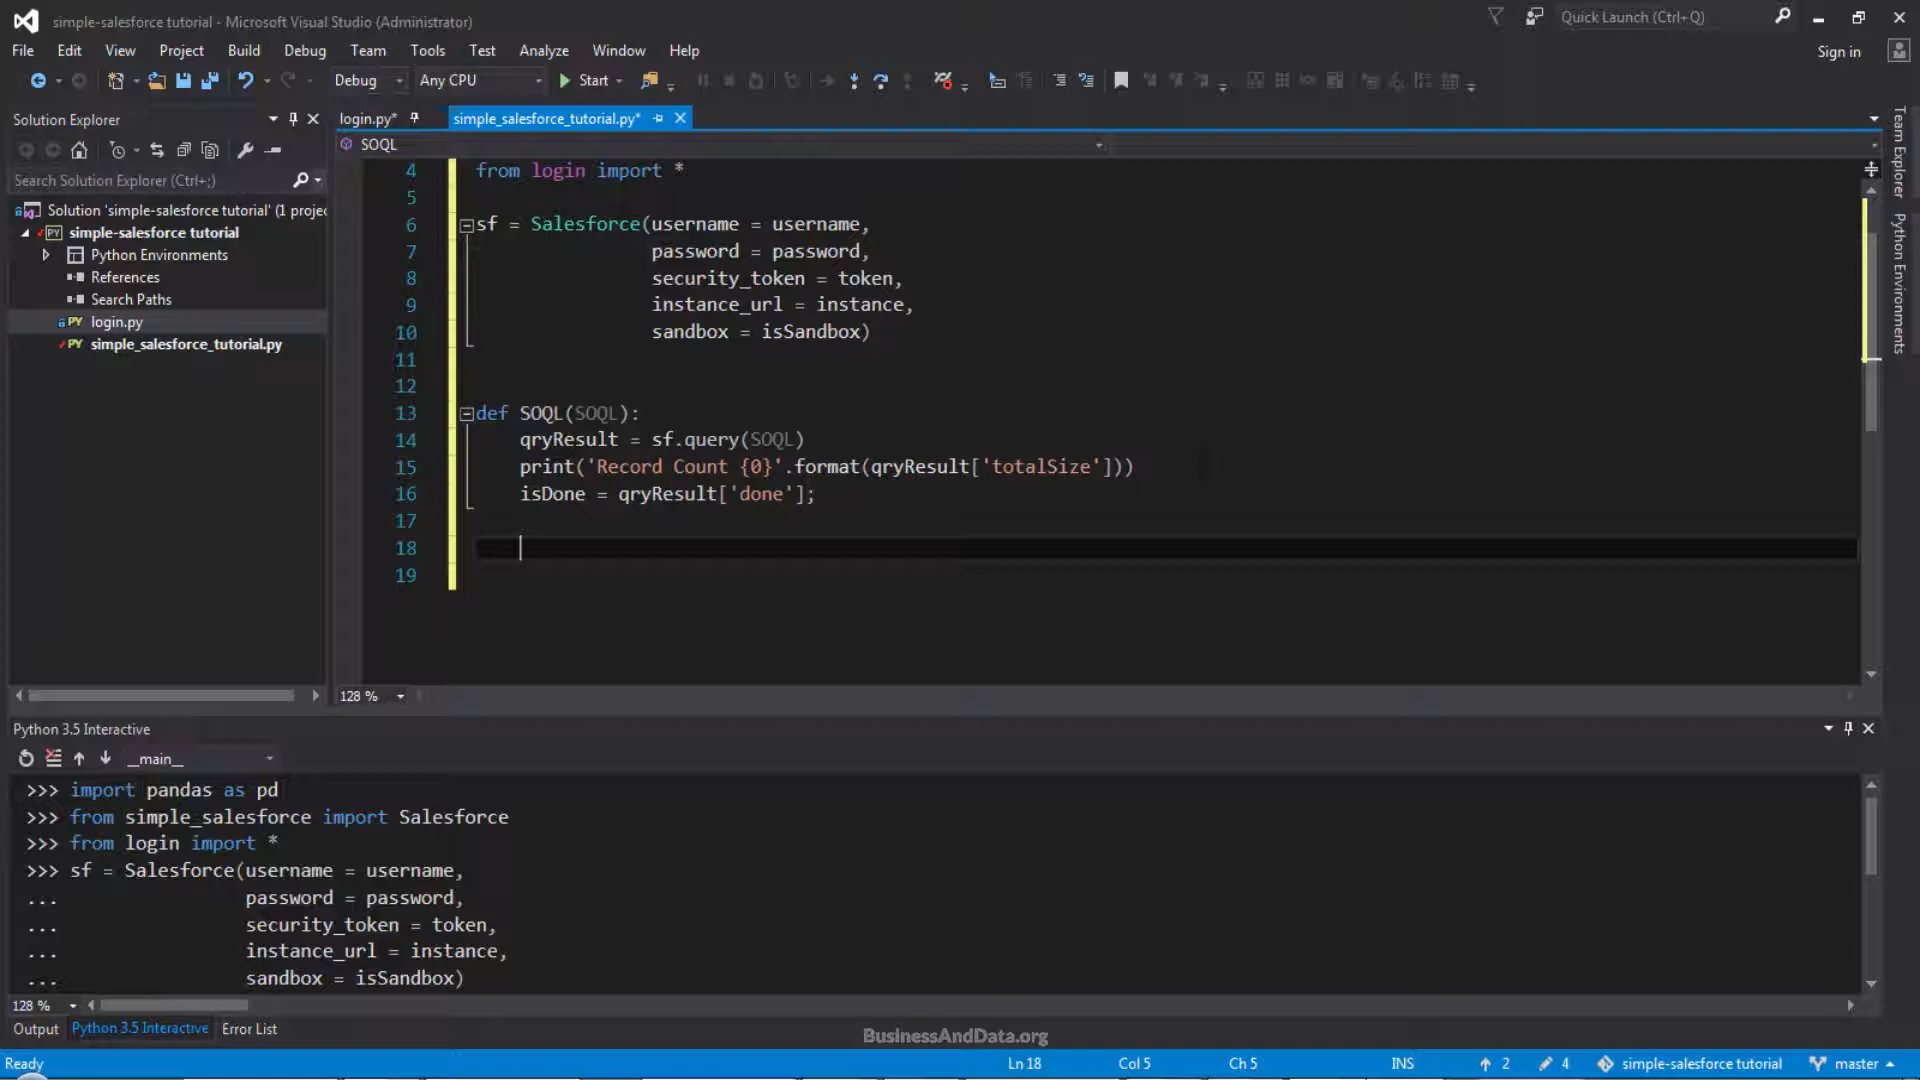 simple-salesforce tutorial - Microsoft Visual Studio (Administrator)
Quick Launch (Ctrl+Q)
File Edit View Project Build Debug Team Tools Test Analyze Window Help
Sign in
Debug Any CPU Start
Solution Explorer
login.py* simple_salesforce_tutorial.py*
SOQL
Search Solution Explorer (Ctrl+;)
Solution 'simple-salesforce tutorial' (1 projec
simple-salesforce tutorial
Python Environments
References
Search Paths
login.py
simple_salesforce_tutorial.py
4 from login import *
5
6 sf = Salesforce(username = username,
7 password = password,
8 security_token = token,
9 instance_url = instance,
10 sandbox = isSandbox)
11
12
13 def SOQL(SOQL):
14 qryResult = sf.query(SOQL)
15 print('Record Count {0}'.format(qryResult['totalSize']))
16 isDone = qryResult['done'];
17
18
19
128 %
Team Explorer
Python Environments
Python 3.5 Interactive
__main__
>>> import pandas as pd
>>> from simple_salesforce import Salesforce
>>> from login import *
>>> sf = Salesforce(username = username,
... password = password,
... security_token = token,
... instance_url = instance,
... sandbox = isSandbox)
128 %
Output Python 3.5 Interactive Error List
BusinessAndData.org
Ready Ln 18 Col 5 Ch 5 INS 2 4 simple-salesforce tutorial master